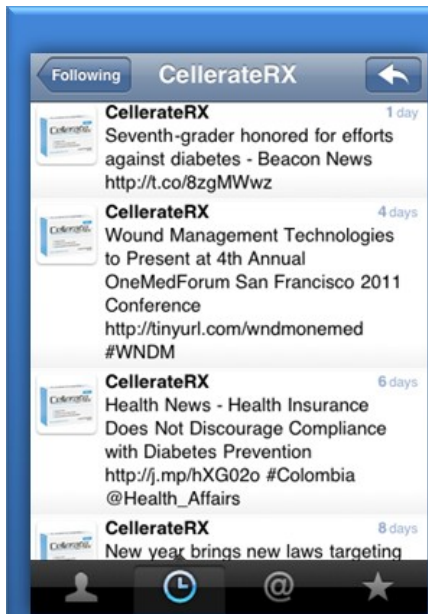 Following
CellerateRX
CellerateRX 1 day
Seventh-grader honored for efforts
against diabetes - Beacon News
http://t.co/8zgMWwz
CellerateRX 4 days
Wound Management Technologies
to Present at 4th Annual
OneMedForum San Francisco 2011
Conference
http://tinyurl.com/wndmonemed
#WNDM
CellerateRX 6 days
Health News - Health Insurance
Does Not Discourage Compliance
with Diabetes Prevention
http://j.mp/hXG02o #Colombia
@Health_Affairs
CellerateRX 8 days
New year brings new laws targeting
@